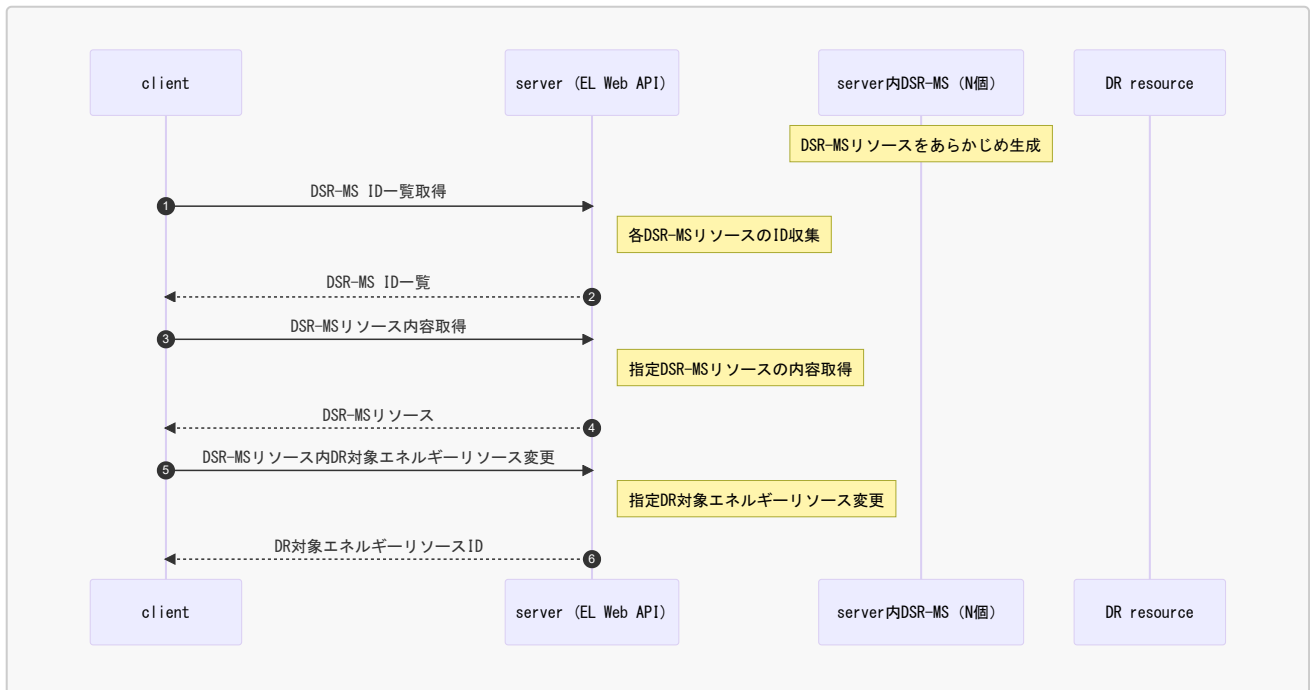 client
server (EL Web API)
server内DSR-MS (N個)
DR resource
DSR-MSリソースをあらかじめ生成
DSR-MS ID一覧取得
1
各DSR-MSリソースのID収集
DSR-MS ID一覧
2
DSR-MSリソース内容取得
3
指定DSR-MSリソースの内容取得
DSR-MSリソース
4
DSR-MSリソース内DR対象エネルギーリソース変更
5
指定DR対象エネルギーリソース変更
DR対象エネルギーリソースID
6
client
server (EL Web API)
server内DSR-MS (N個)
DR resource